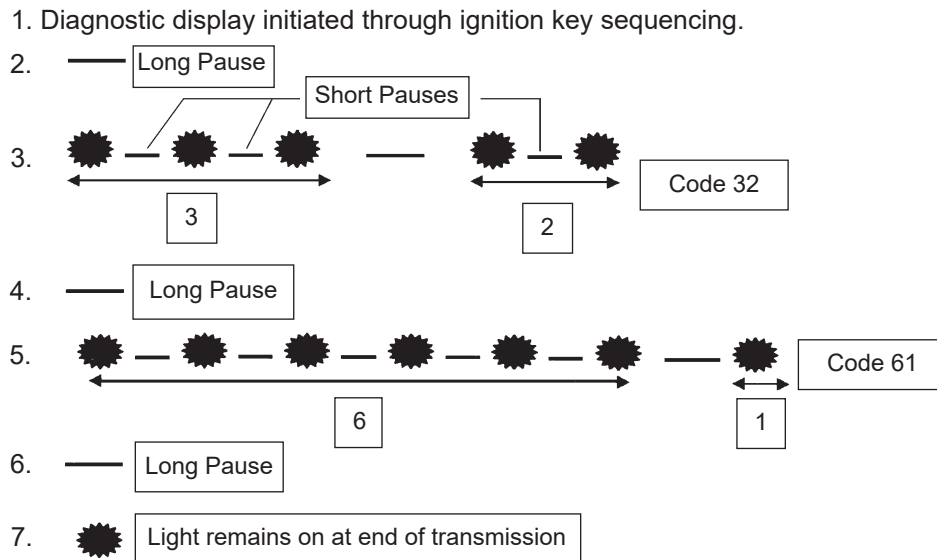 1. Diagnostic display initiated through ignition key sequencing.
2. Long Pause
Short Pauses
3.
Code 32
3
2
4. Long Pause
5.
Code 61
6
1
6. Long Pause
7. Light remains on at end of transmission